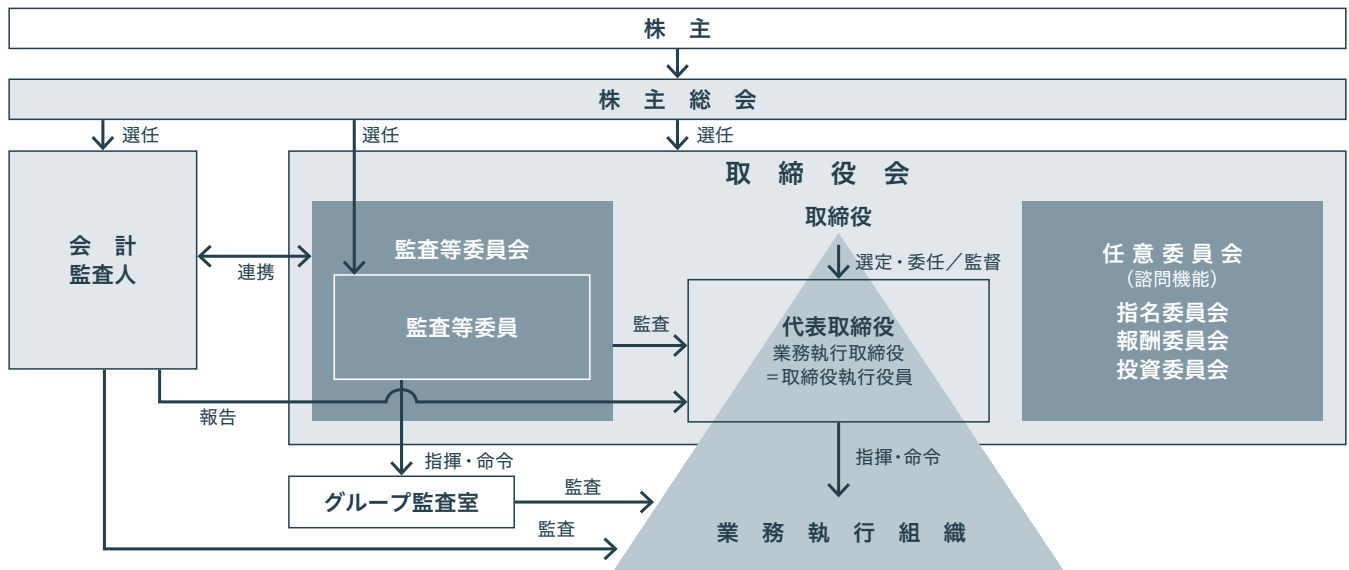 株 主
株 主 総 会
選任
選任
選任
会 計
監査人
連携
取 締 役 会
取締役
選定・委任／監督
監査等委員会
監査等委員
監査
代表取締役
業務執行取締役
＝取締役執行役員
任 意 委 員 会
（諮問機能）
指名委員会
報酬委員会
投資委員会
報告
指揮・命令
指揮・命令
グループ監査室
監査
監査
業 務 執 行 組 織